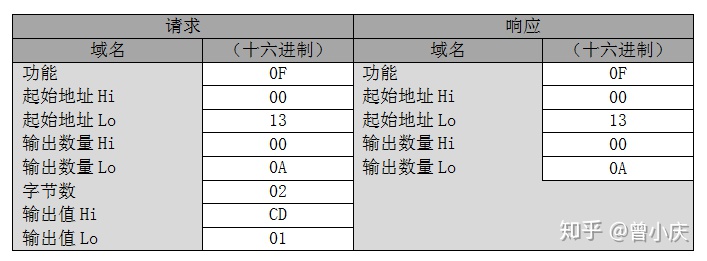 请求 响应
域名 （十六进制） 域名 （十六进制）
功能 0F 功能 0F
起始地址 Hi 00 起始地址 Hi 00
起始地址 Lo 13 起始地址 Lo 13
输出数量 Hi 00 输出数量 Hi 00
输出数量 Lo 0A 输出数量 Lo 0A
字节数 02
输出值 Hi CD
输出值 Lo 01
知乎 @曾小庆